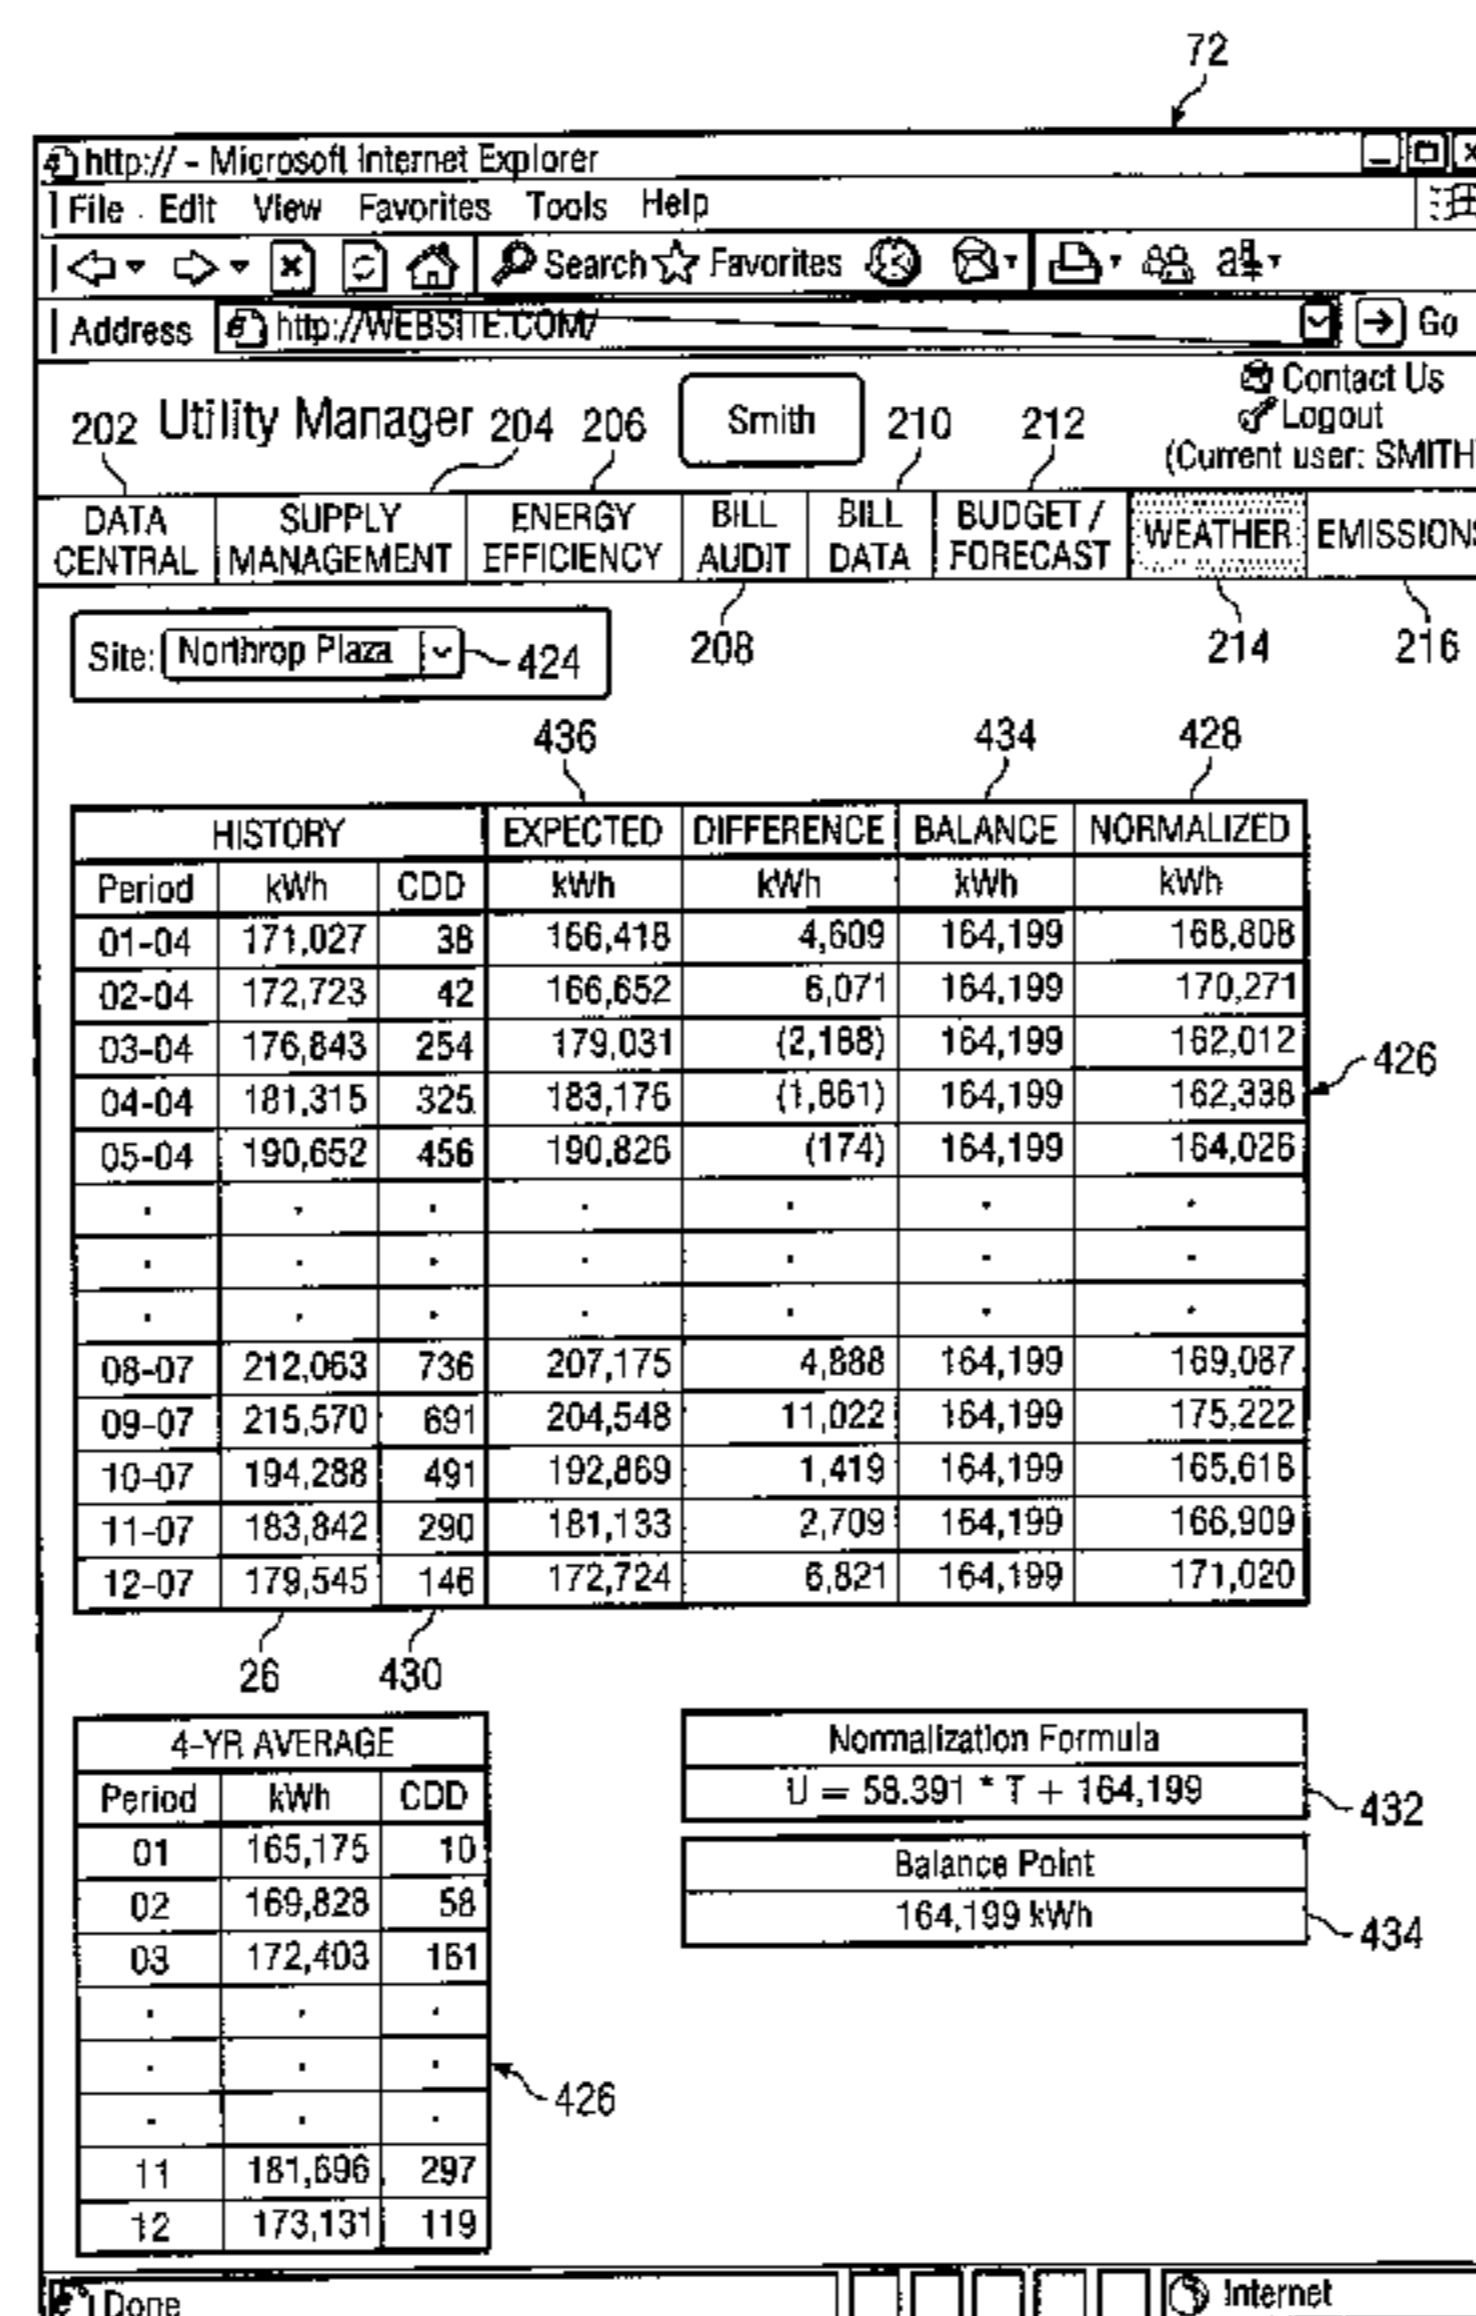 72
http:// - Microsoft Internet Explorer
File Edit View Favorites Tools Help
Search Favorites
Address http://WEBSITE.COM/ Go
Contact Us
Logout
(Current user: SMITH
202 Utility Manager 204 206 Smith 210 212
DATA CENTRAL SUPPLY MANAGEMENT ENERGY EFFICIENCY BILL AUDIT BILL DATA BUDGET/ FORECAST WEATHER EMISSIONS
Site: Northrop Plaza 424 208 214 216
436 434 428
HISTORY EXPECTED DIFFERENCE BALANCE NORMALIZED
Period kWh CDD kWh kWh kWh kWh
01-04 171,027 38 166,418 4,609 164,199 168,808
02-04 172,723 42 166,652 6,071 164,199 170,271
03-04 176,843 254 179,031 (2,188) 164,199 162,012
426
04-04 181,315 325 183,176 (1,861) 164,199 162,338
05-04 190,652 456 190,826 (174) 164,199 164,026
. . . . . . .
. . . . . . .
. . . . . . .
08-07 212,063 736 207,175 4,888 164,199 169,087
09-07 215,570 691 204,548 11,022 164,199 175,222
10-07 194,288 491 192,869 1,419 164,199 165,618
11-07 183,842 290 181,133 2,709 164,199 166,909
12-07 179,545 146 172,724 6,821 164,199 171,020
26 430
4-YR AVERAGE
Period kWh CDD
01 165,175 10
02 169,828 58
03 172,403 161
. . .
. . .
. . .
426
11 181,696 297
12 173,131 119
Normalization Formula
U = 58.391 * T + 164,199
432
Balance Point
164,199 kWh
434
Done Internet